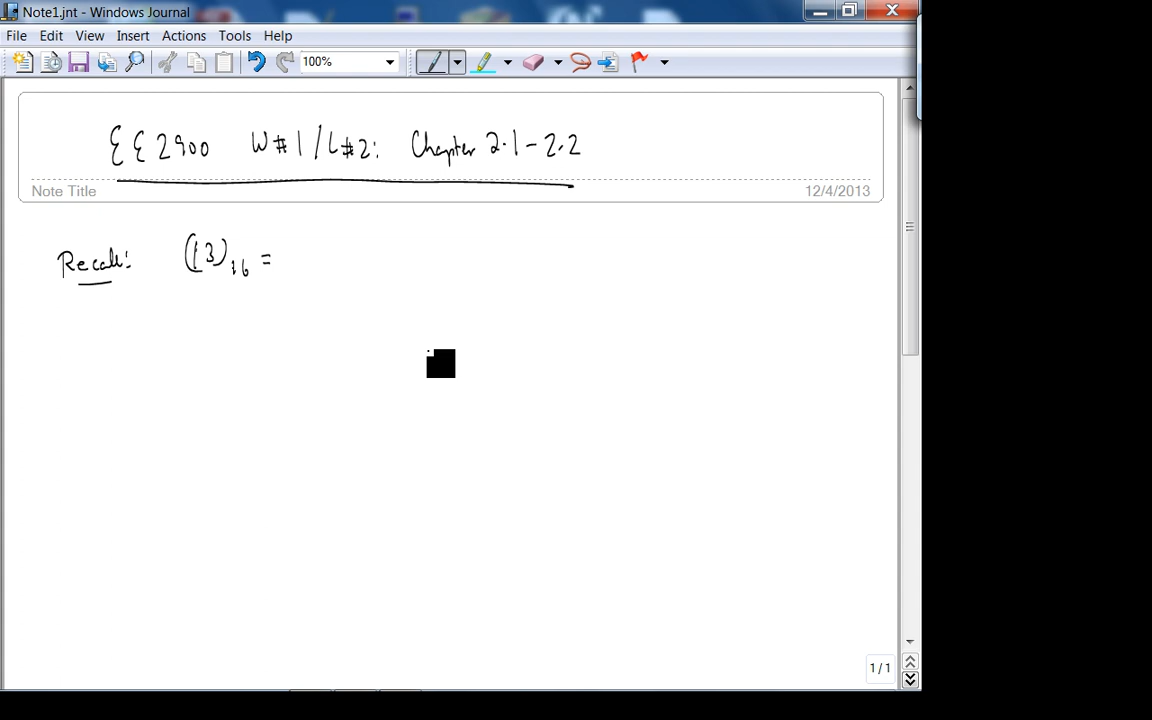 Note1.jnt - Windows Journal
File Edit View Insert Actions Tools Help
100%
EE 2900 W#1/L#2: Chapter 2.1-2.2
Note Title 12/4/2013
Recall: (13)16 =
1 / 1